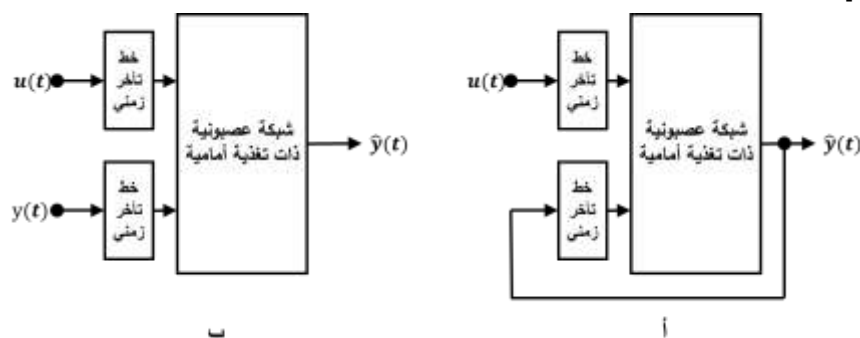 u(t)
خط
تأخر
زمني
شبكة عصبونية
ذات تغذية أمامية
ŷ(t)
خط
تأخر
زمني
أ
u(t)
خط
تأخر
زمني
شبكة عصبونية
ذات تغذية أمامية
ŷ(t)
y(t)
خط
تأخر
زمني
ب